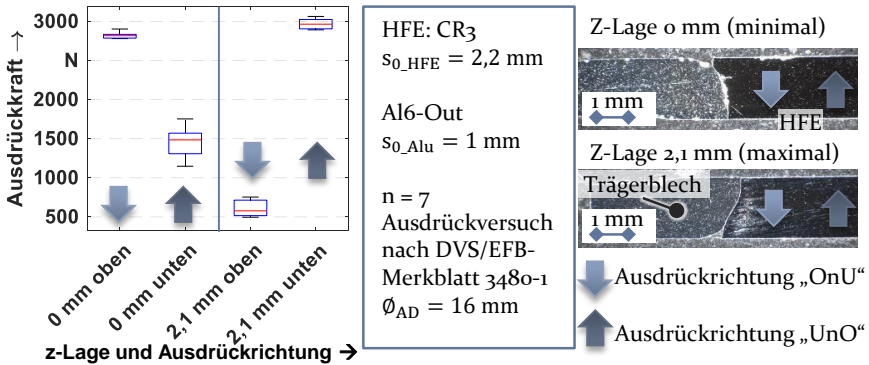 Ausdrückkraft →
3000
N
2000
1500
1000
500
0 mm oben
0 mm unten
2,1 mm oben
2,1 mm unten
z-Lage und Ausdrückrichtung →
HFE: CR3
s0_HFE = 2,2 mm
Al6-Out
s0_Alu = 1 mm
n = 7
Ausdrückversuch
nach DVS/EFB-
Merkblatt 3480-1
ØAD = 16 mm
Z-Lage 0 mm (minimal)
1 mm
HFE
Z-Lage 2,1 mm (maximal)
Trägerblech
1 mm
Ausdrückrichtung „OnU“
Ausdrückrichtung „UnO“